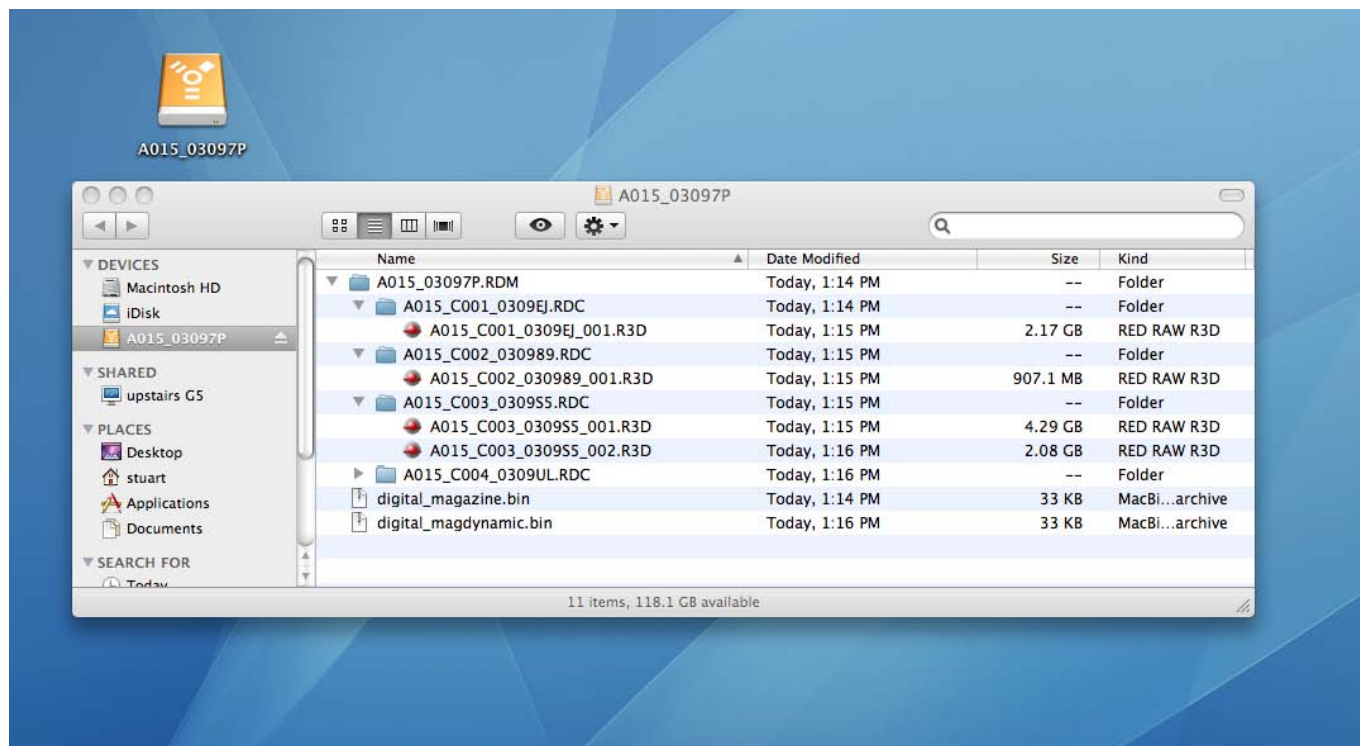 A015_03097P
A015_03097P
Name Date Modified Size Kind
DEVICES
Macintosh HD
iDisk
A015_03097P
SHARED
upstairs G5
PLACES
Desktop
stuart
Applications
Documents
SEARCH FOR
Today
A015_03097P.RDM Today, 1:14 PM -- Folder
A015_C001_0309EJ.RDC Today, 1:14 PM -- Folder
A015_C001_0309EJ_001.R3D Today, 1:15 PM 2.17 GB RED RAW R3D
A015_C002_030989.RDC Today, 1:15 PM -- Folder
A015_C002_030989_001.R3D Today, 1:15 PM 907.1 MB RED RAW R3D
A015_C003_0309S5.RDC Today, 1:15 PM -- Folder
A015_C003_0309S5_001.R3D Today, 1:15 PM 4.29 GB RED RAW R3D
A015_C003_0309S5_002.R3D Today, 1:16 PM 2.08 GB RED RAW R3D
A015_C004_0309UL.RDC Today, 1:16 PM -- Folder
digital_magazine.bin Today, 1:14 PM 33 KB MacBi...archive
digital_magdynamic.bin Today, 1:16 PM 33 KB MacBi...archive
11 items, 118.1 GB available